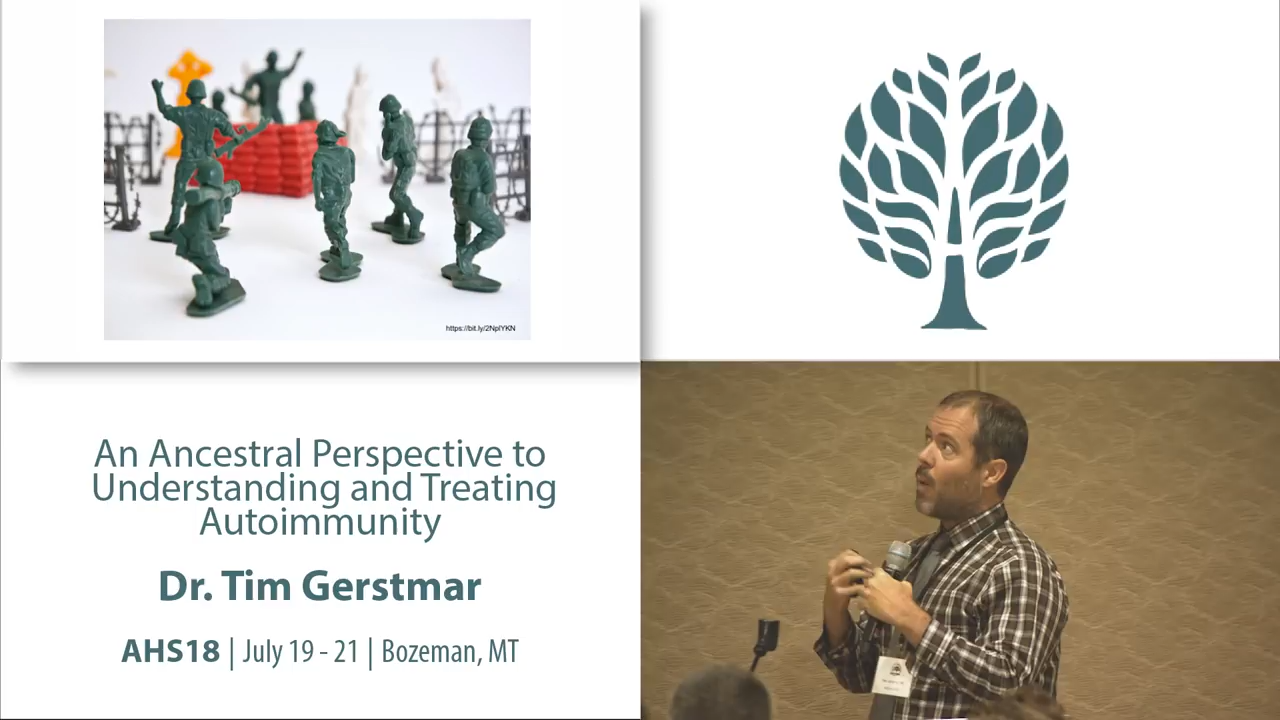 https://bit.ly/2NplYKN
An Ancestral Perspective to
Understanding and Treating
Autoimmunity
Dr. Tim Gerstmar
AHS18 | July 19 - 21 | Bozeman, MT